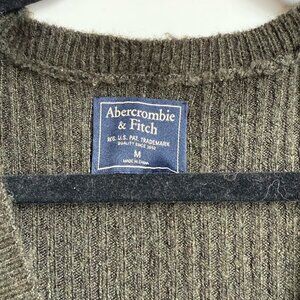 Abercrombie
& Fitch
REG. U.S. PAT. TRADEMARK
QUALITY SINCE 1892
M
MADE IN CHINA